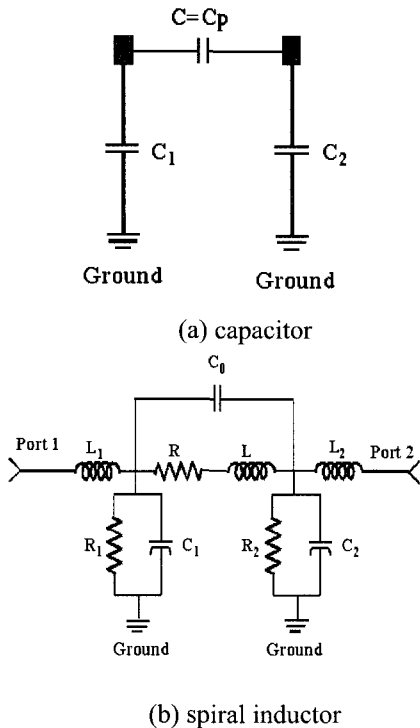 C=Cp
C₁ C₂
Ground Ground
(a) capacitor
C₀
Port 1 L₁ R L L₂ Port 2
R₁ C₁ R₂ C₂
Ground Ground
(b) spiral inductor